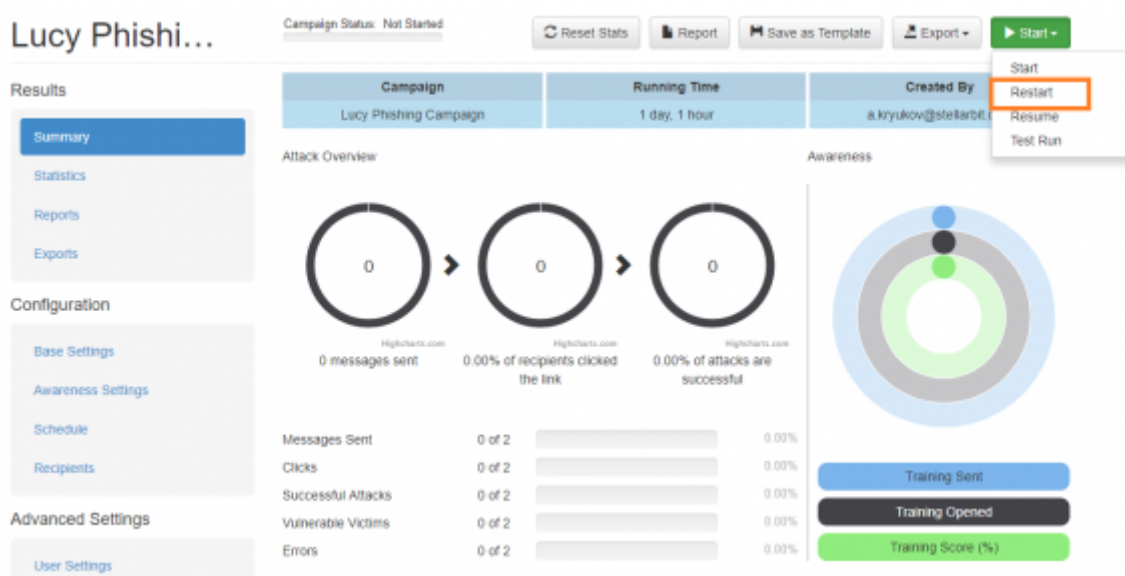 Lucy Phishi...
Campaign Status: Not Started
Reset Stats
Report
Save as Template
Export
Start
Start
Restart
Resume
Test Run
Results
Summary
Statistics
Reports
Exports
Configuration
Base Settings
Awareness Settings
Schedule
Recipients
Advanced Settings
User Settings
Campaign Running Time Created By
Lucy Phishing Campaign 1 day, 1 hour a.kryukov@stellarbit.
Attack Overview
0 0 0
Highcharts.com Highcharts.com Highcharts.com
0 messages sent
0.00% of recipients clicked
the link
0.00% of attacks are
successful
Messages Sent 0 of 2 0.00%
Clicks 0 of 2 0.00%
Successful Attacks 0 of 2 0.00%
Vulnerable Victims 0 of 2 0.00%
Errors 0 of 2 0.00%
Awareness
Training Sent
Training Opened
Training Score (%)